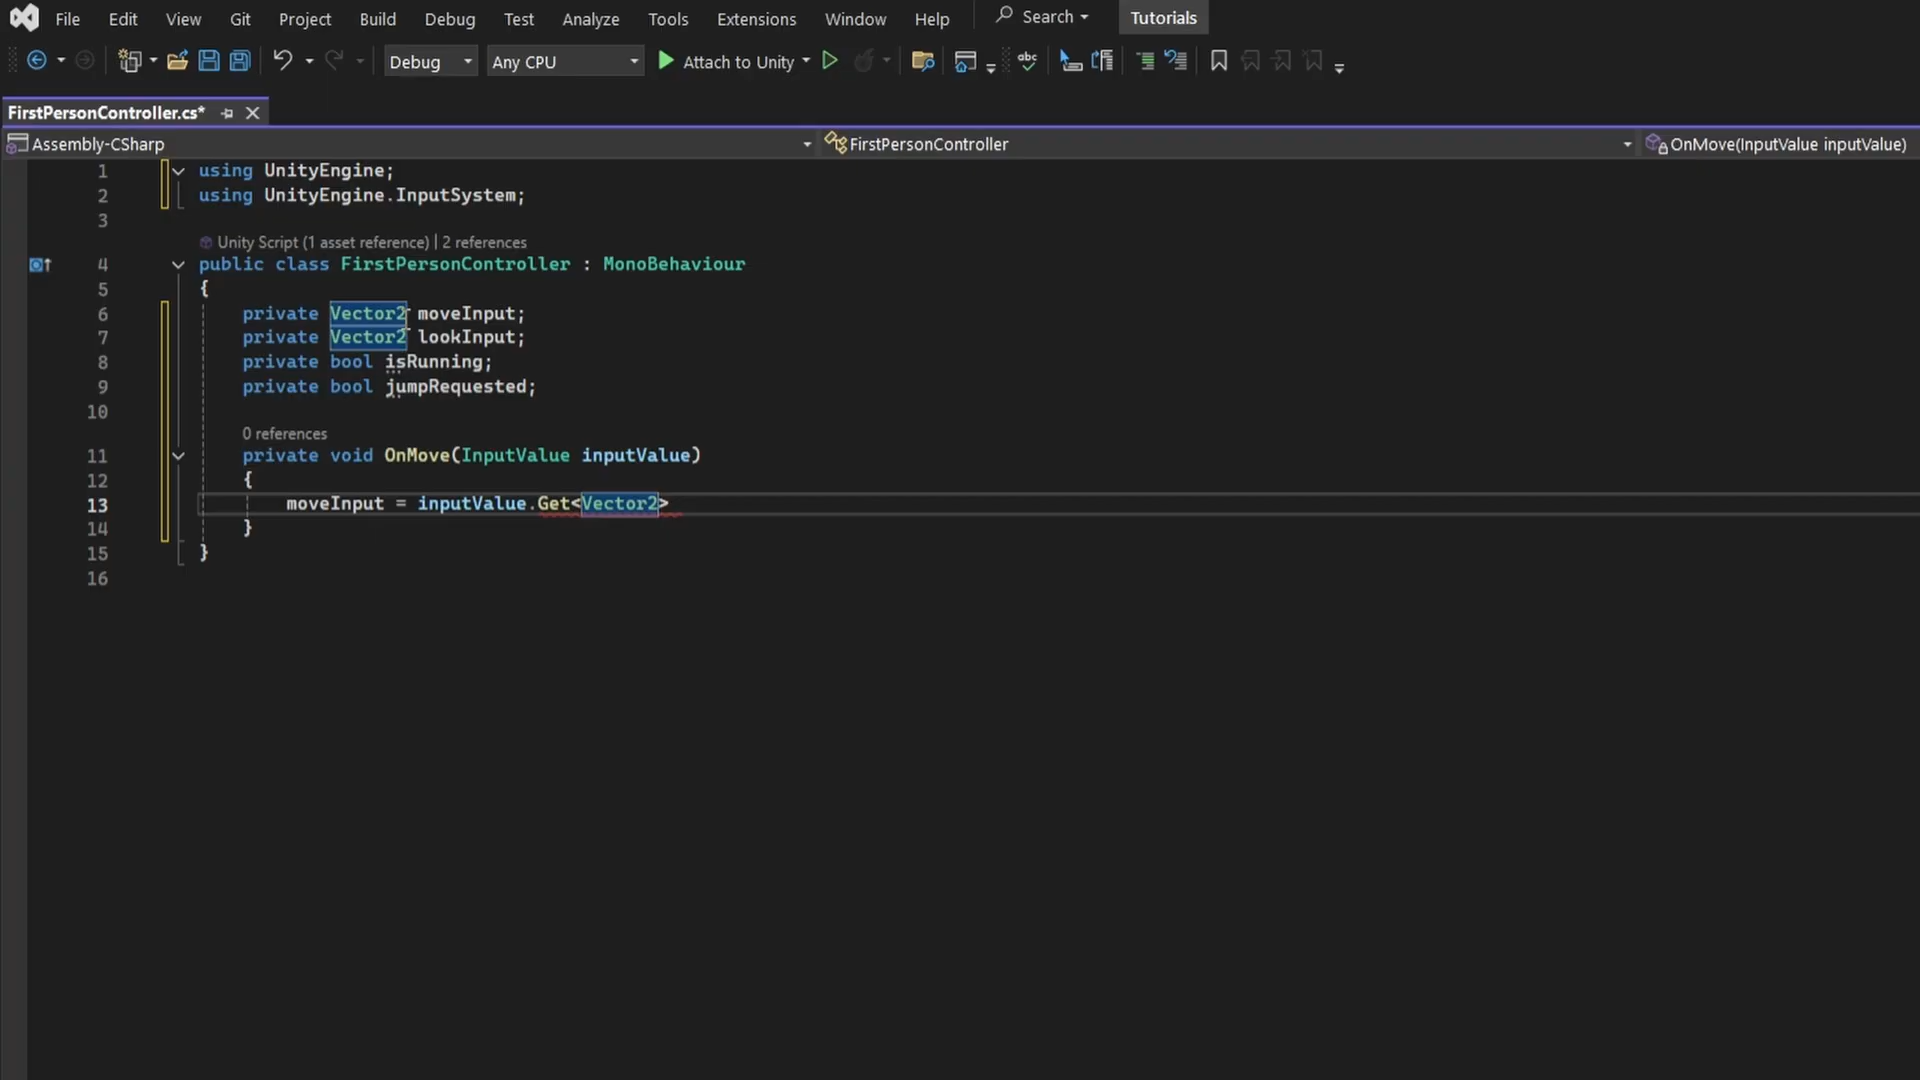 File Edit View Git Project Build Debug Test Analyze Tools Extensions Window Help Search Tutorials
Debug Any CPU Attach to Unity abc
FirstPersonController.cs*
Assembly-CSharp FirstPersonController OnMove(InputValue inputValue)
1 using UnityEngine;
2 using UnityEngine.InputSystem;
3
Unity Script (1 asset reference) | 2 references
4 public class FirstPersonController : MonoBehaviour
5 {
6 private Vector2 moveInput;
7 private Vector2 lookInput;
8 private bool isRunning;
9 private bool jumpRequested;
10
0 references
11 private void OnMove(InputValue inputValue)
12 {
13 moveInput = inputValue.Get<Vector2>
14 }
15 }
16